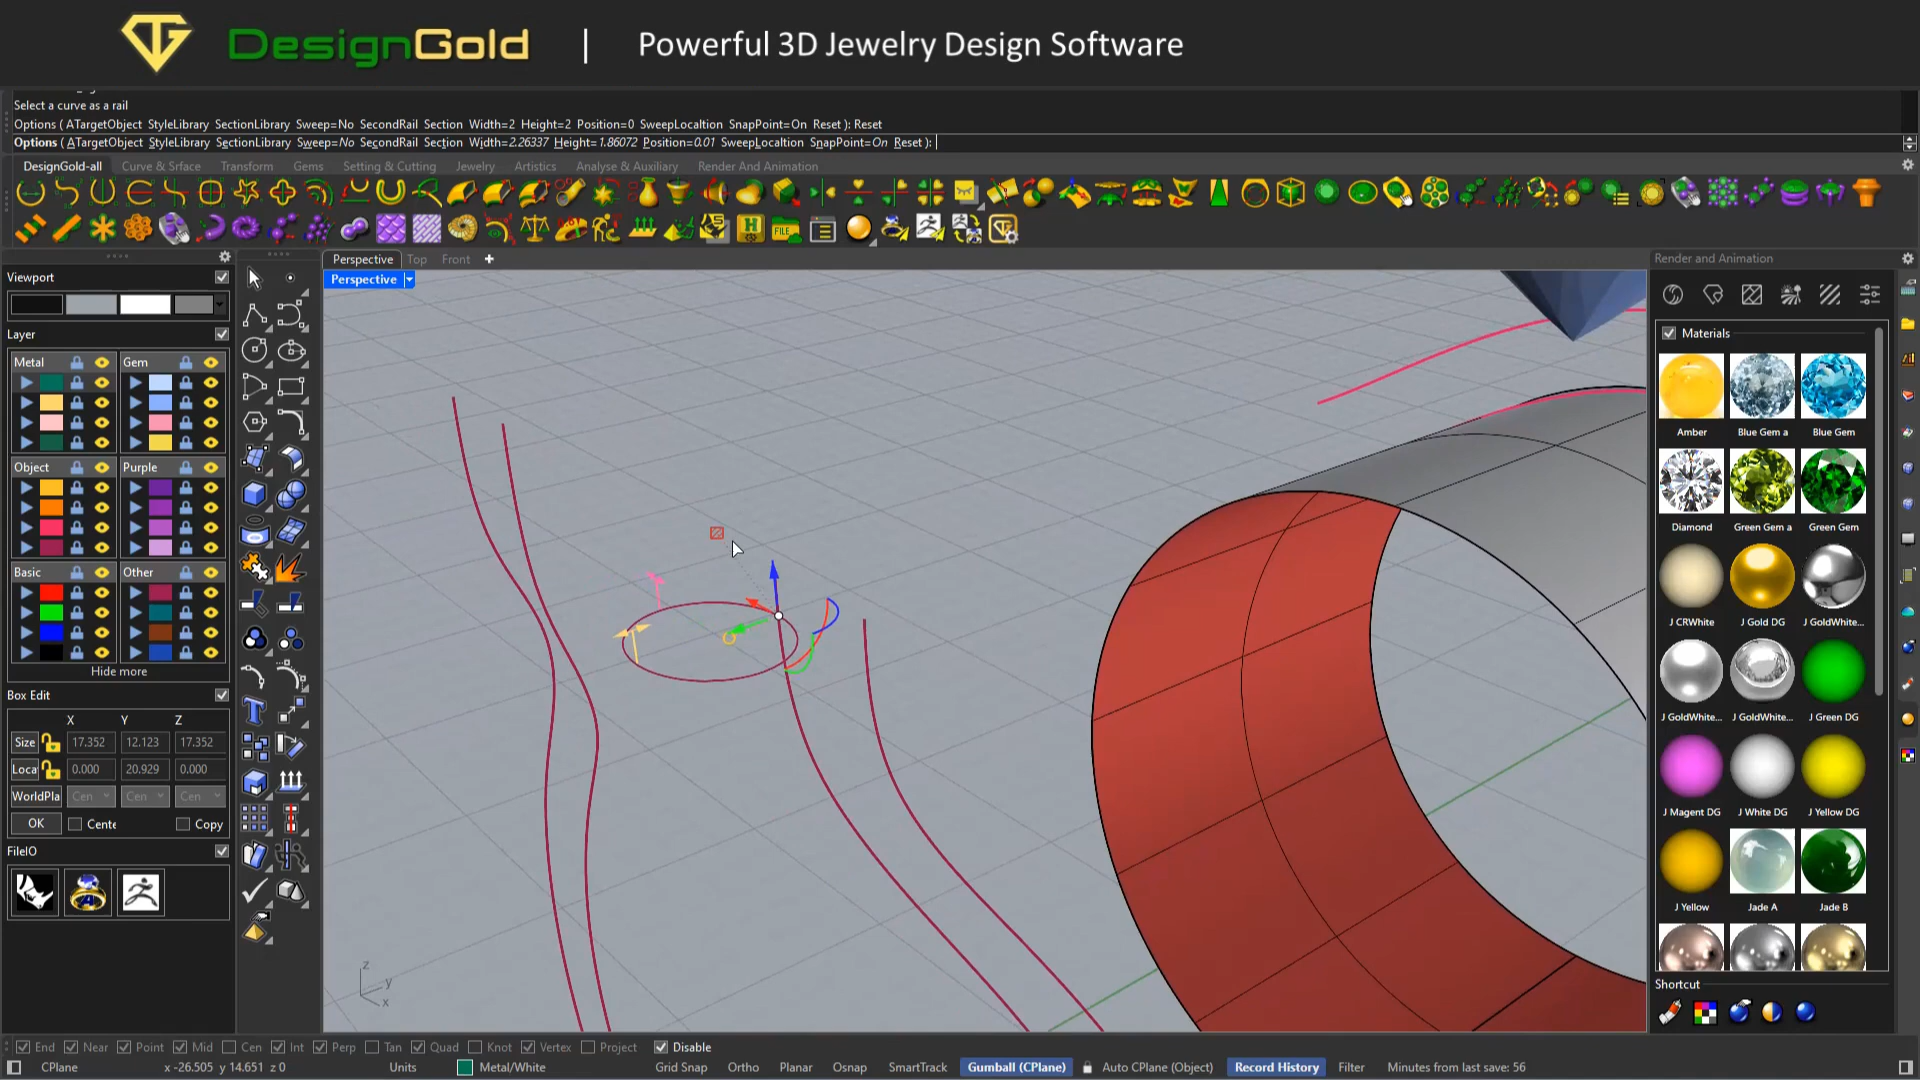 DesignGold | Powerful 3D Jewelry Design Software
Select a curve as a rail
Options ( ATargetObject StyleLibrary SectionLibrary Sweep=No SecondRail Section Width=2 Height=2 Position=0 SweepLocaltion SnapPoint=On Reset ): Reset
Options ( ATargetObject StyleLibrary SectionLibrary Sweep=No SecondRail Section Width=2.26337 Height=1.86072 Position=0.01 SweepLocaltion SnapPoint=On Reset ):
DesignGold-all Curve & Srface Transform Gems Setting & Cutting Jewelry Artistics Analyse & Auxiliary Render And Animation
Perspective Top Front
Render and Animation
Viewport
Perspective
Layer
Materials
Metal Gem
Amber Blue Gem a Blue Gem
Object Purple
Diamond Green Gem a Green Gem
Basic Other
J CRWhite J Gold DG J GoldWhite...
Hide more
Box Edit
X Y Z
J GoldWhite... J GoldWhite... J Green DG
Size 17.352 12.123 17.352
Loca 0.000 20.929 0.000
WorldPla Cen Cen Cen
J Magent DG J White DG J Yellow DG
OK Cente Copy
FileIO
FILE
J Yellow Jade A Jade B
z
y
x
Shortcut
End Near Point Mid Cen Int Perp Tan Quad Knot Vertex Project Disable
CPlane x -26.505 y 14.651 z 0 Units Metal/White Grid Snap Ortho Planar Osnap SmartTrack Gumball (CPlane) Auto CPlane (Object) Record History Filter Minutes from last save: 56